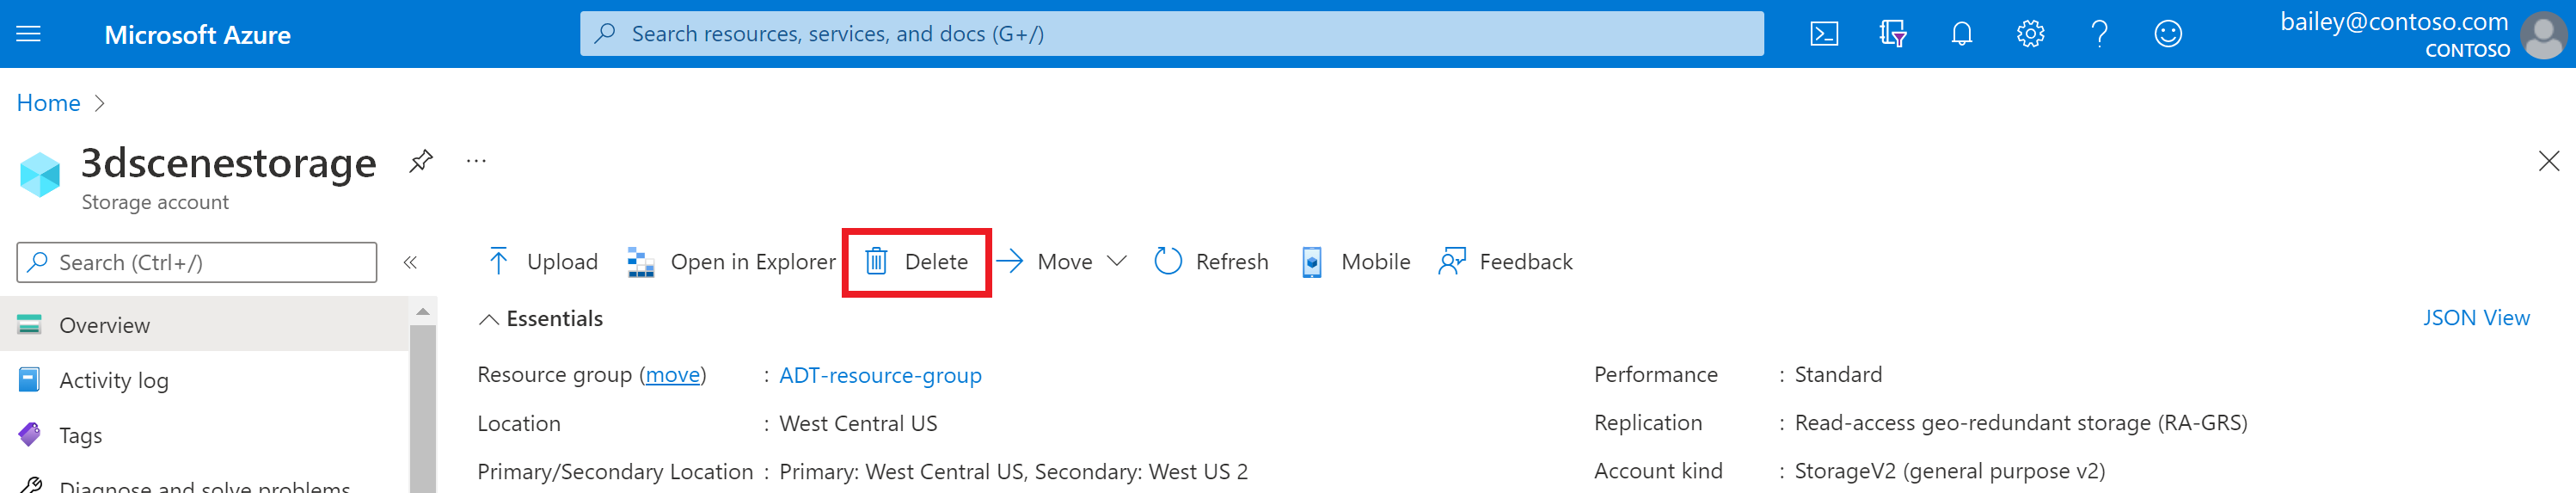 Microsoft Azure
Search resources, services, and docs (G+/)
bailey@contoso.com
CONTOSO
Home
3dscenestorage
Storage account
Search (Ctrl+/)
Upload
Open in Explorer
Delete
Move
Refresh
Mobile
Feedback
Overview
Activity log
Tags
Diagnose and solve problems
Essentials
JSON View
Resource group (move) : ADT-resource-group
Location : West Central US
Primary/Secondary Location : Primary: West Central US, Secondary: West US 2
Performance : Standard
Replication : Read-access geo-redundant storage (RA-GRS)
Account kind : StorageV2 (general purpose v2)